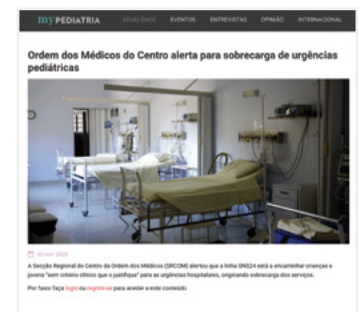 my PEDIATRIA
ATUALIDADE EVENTOS ENTREVISTAS OPINIÃO INTERNACIONAL
Ordem dos Médicos do Centro alerta para sobrecarga de urgências
pediátricas
A Secção Regional do Centro da Ordem dos Médicos (SRCOM) alertou que a linha SNS24 está a encaminhar crianças e
jovens "sem critério clínico que o justifique" para as urgências hospitalares, originando sobrecarga dos serviços.
Por favor faça login ou registe-se para aceder a este conteúdo.